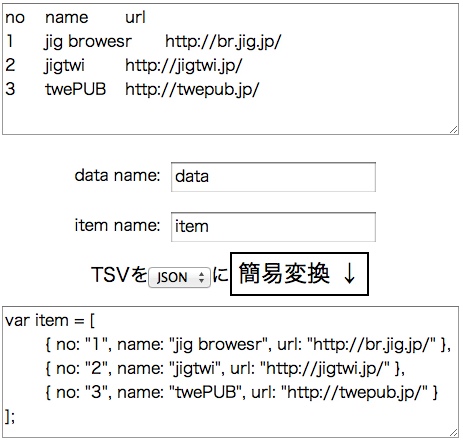 no	name	url
1	jig browesr	http://br.jig.jp/
2	jigtwi	http://jigtwi.jp/
3	twePUB	http://twepub.jp/
data name: data
item name: item
TSVを JSON に 簡易変換 ↓
var item = [
	{ no: "1", name: "jig browesr", url: "http://br.jig.jp/" },
	{ no: "2", name: "jigtwi", url: "http://jigtwi.jp/" },
	{ no: "3", name: "twePUB", url: "http://twepub.jp/" }
];